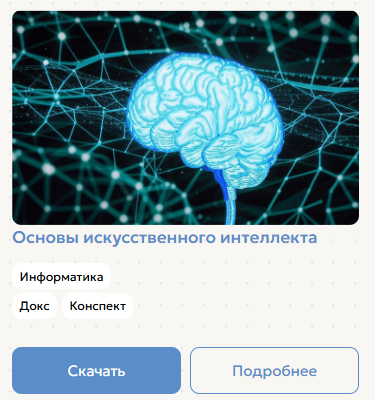 Основы искусственного интеллекта
Информатика
Докс Конспект
Скачать Подробнее